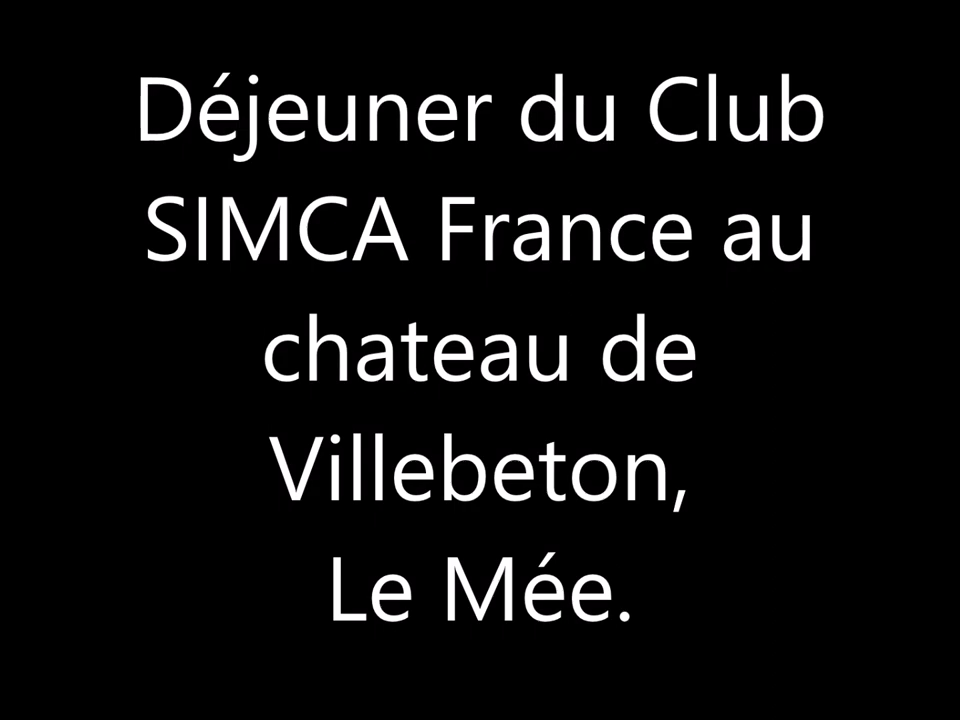 Déjeuner du Club
SIMCA France au
chateau de
Villebeton,
Le Mée.